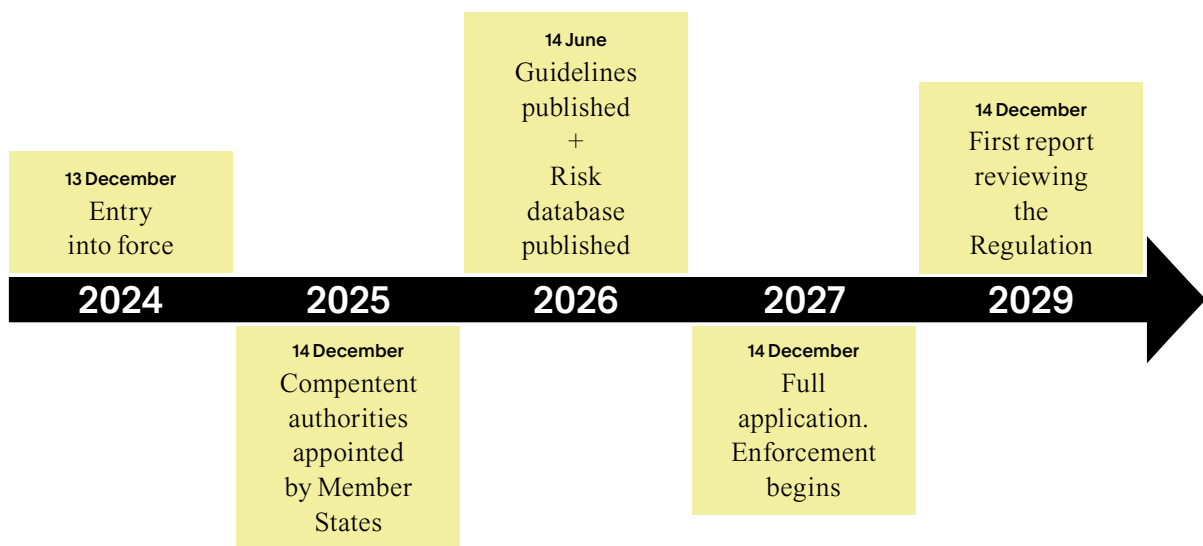 13 December
Entry
into force
2024
2025
14 December
Compentent
authorities
appointed
by Member
States
14 June
Guidelines
published
+
Risk
database
published
2026
2027
14 December
Full
application.
Enforcement
begins
14 December
First report
reviewing
the
Regulation
2029